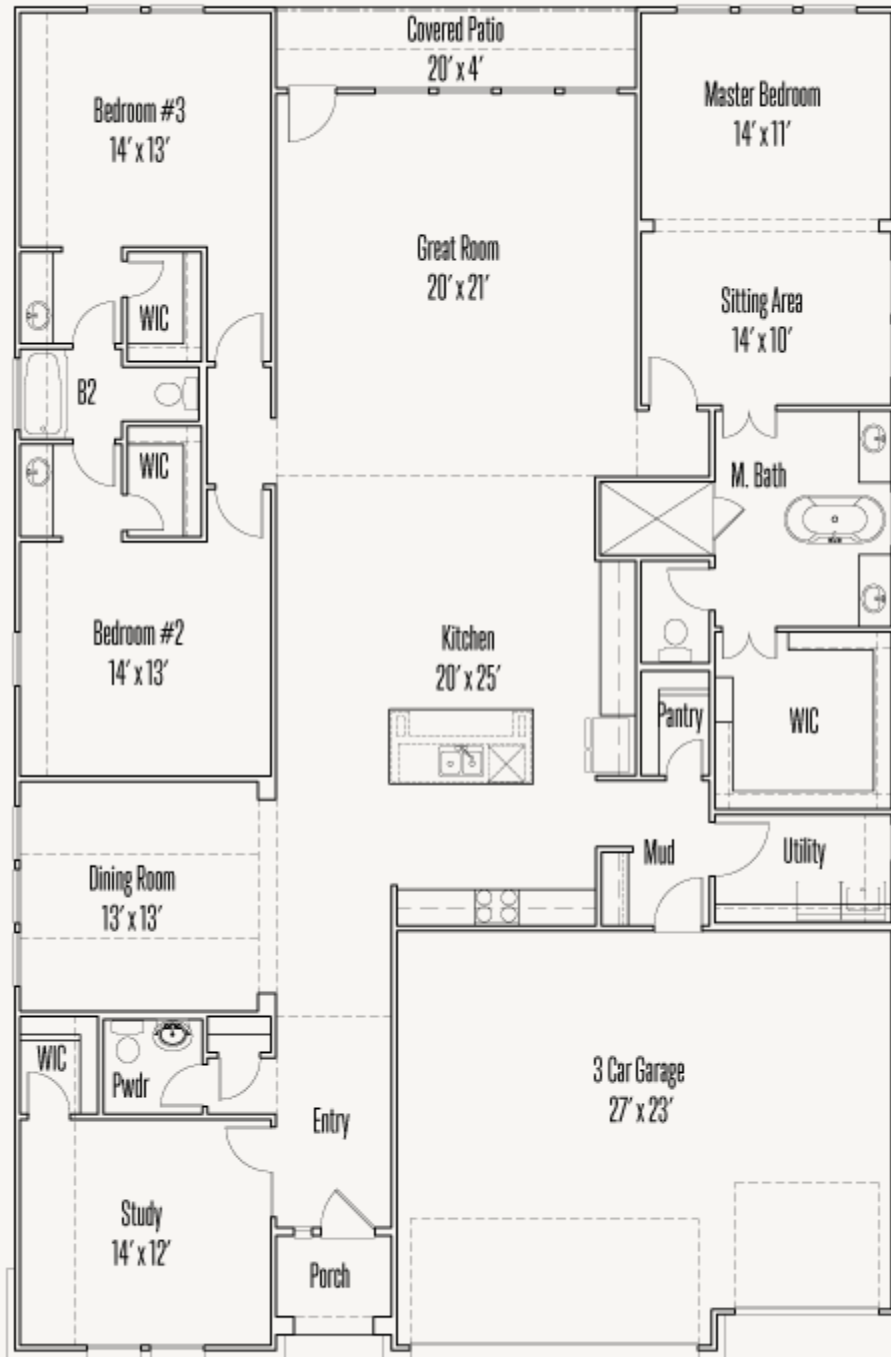 Covered Patio
20' x 4'
Bedroom #3
14' x 13'
Master Bedroom
14' x 11'
Great Room
20' x 21'
Sitting Area
14' x 10'
WIC
B2
WIC
M. Bath
Bedroom #2
14' x 13'
Kitchen
20' x 25'
Pantry
WIC
Dining Room
13' x 13'
Mud
Utility
WIC
Pwdr
3 Car Garage
27' x 23'
Entry
Study
14' x 12'
Porch